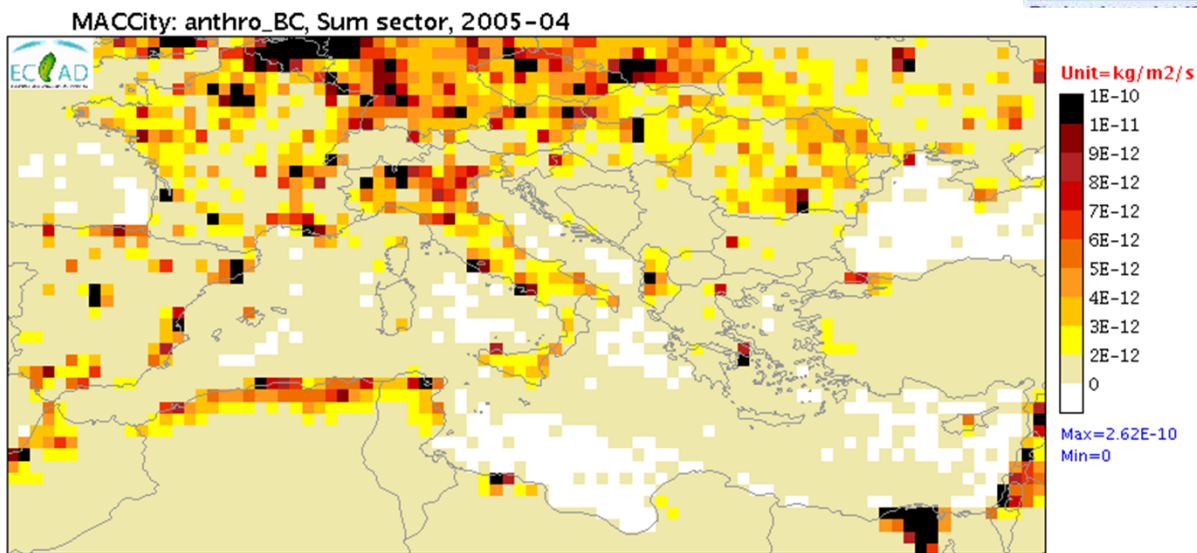 MACCity: anthro_BC, Sum sector, 2005-04
ECCAD
Unit=kg/m2/s
1E-10
1E-11
9E-12
8E-12
7E-12
6E-12
5E-12
4E-12
3E-12
2E-12
0
Max=2.62E-10
Min=0